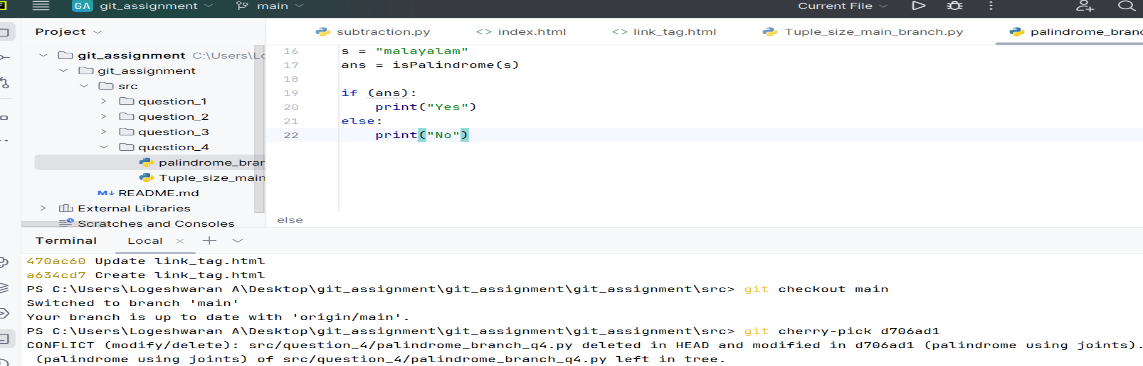 GA git_assignment main Current File
Project
subtraction.py index.html link_tag.html Tuple_size_main_branch.py palindrome_bran
git_assignment C:\Users\Lo
git_assignment
src
question_1
question_2
question_3
question_4
palindrome_bran
Tuple_size_main
README.md
External Libraries
Scratches and Consoles
16 s = "malayalam"
17 ans = isPalindrome(s)
18
19 if (ans):
20 print("Yes")
21 else:
22 print("No")
else
Terminal Local
470ac60 Update link_tag.html
a634cd7 Create link_tag.html
PS C:\Users\Logeshwaran A\Desktop\git_assignment\git_assignment\git_assignment\src> git checkout main
Switched to branch 'main'
Your branch is up to date with 'origin/main'.
PS C:\Users\Logeshwaran A\Desktop\git_assignment\git_assignment\git_assignment\src> git cherry-pick d706ad1
CONFLICT (modify/delete): src/question_4/palindrome_branch_q4.py deleted in HEAD and modified in d706ad1 (palindrome using joints).
(palindrome using joints) of src/question_4/palindrome_branch_q4.py left in tree.